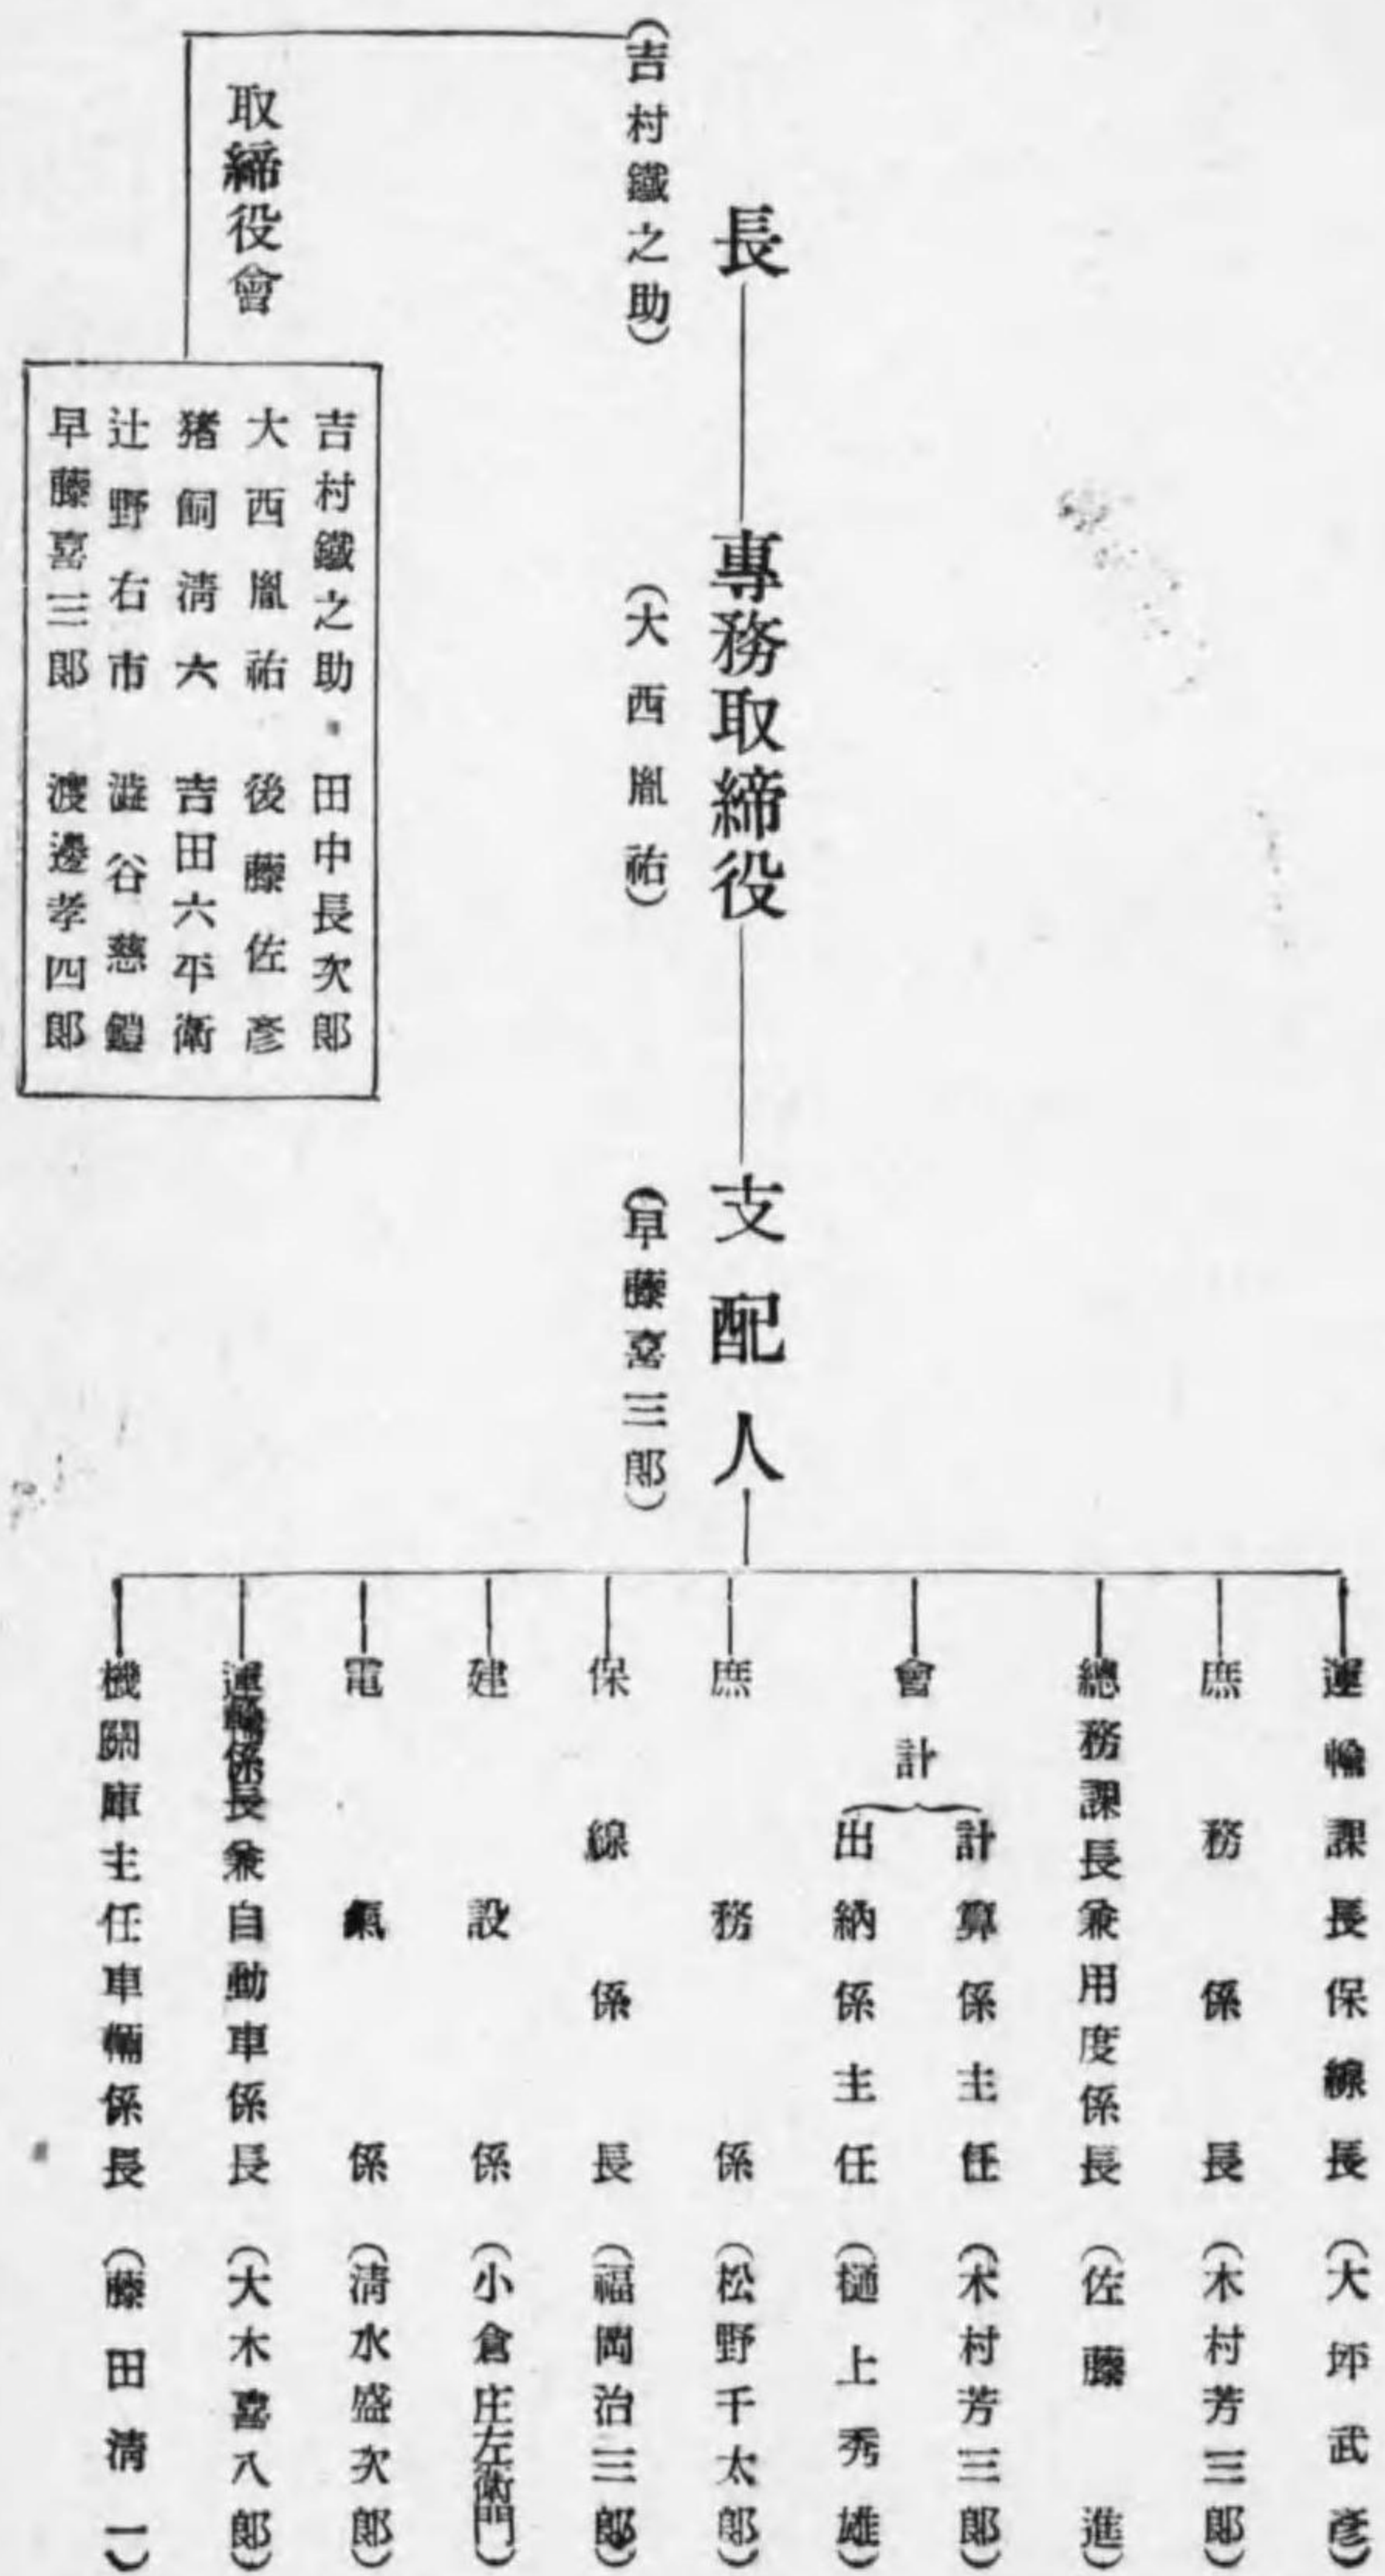 長
(吉村鐵之助)
專務取締役
(大西胤祐)
支配人
(早藤喜三郎)
取締役會
吉村鐵之助・田中長次郎
大西胤祐 後藤佐彥
猪飼淸六 吉田六平衞
辻野右市 澁谷慈鎧
早藤喜三郎 渡邊孝四郎
運輸課長保線長(大坪武彥)
庶務係長(木村芳三郎)
總務課長兼用度係長(佐藤進)
會計
計算係主任(木村芳三郎)
出納係主任(樋上秀雄)
庶務係(松野千太郎)
保線係長(福岡治三郎)
建設係(小倉庄左衞門)
電氣係(淸水盛次郎)
運輸係長兼自動車係長(大木喜八郎)
機關庫主任車輛係長(藤田淸一)